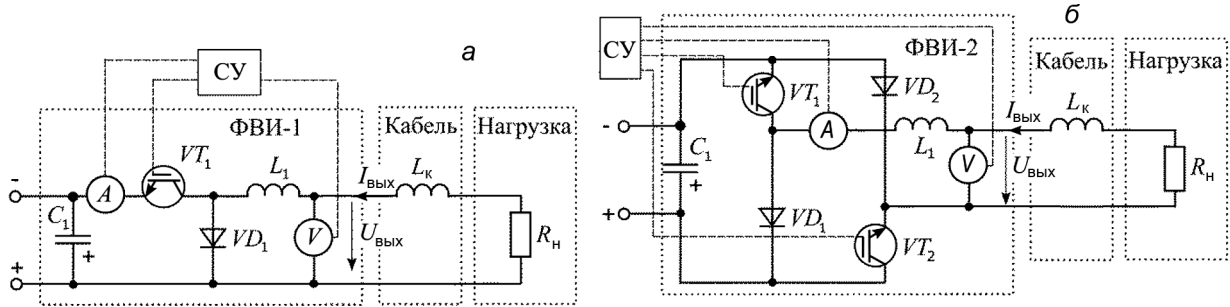 а
СУ
ФВИ-1
Кабель
Нагрузка
VT₁
L₁
Iвых
Lк
-
A
C₁
+
VD₁
V
Uвых
Rн
+
б
СУ
ФВИ-2
Кабель
Нагрузка
VT₁
VD₂
Iвых
Lк
-
A
L₁
C₁
+
V
Uвых
Rн
+
VD₁
VT₂